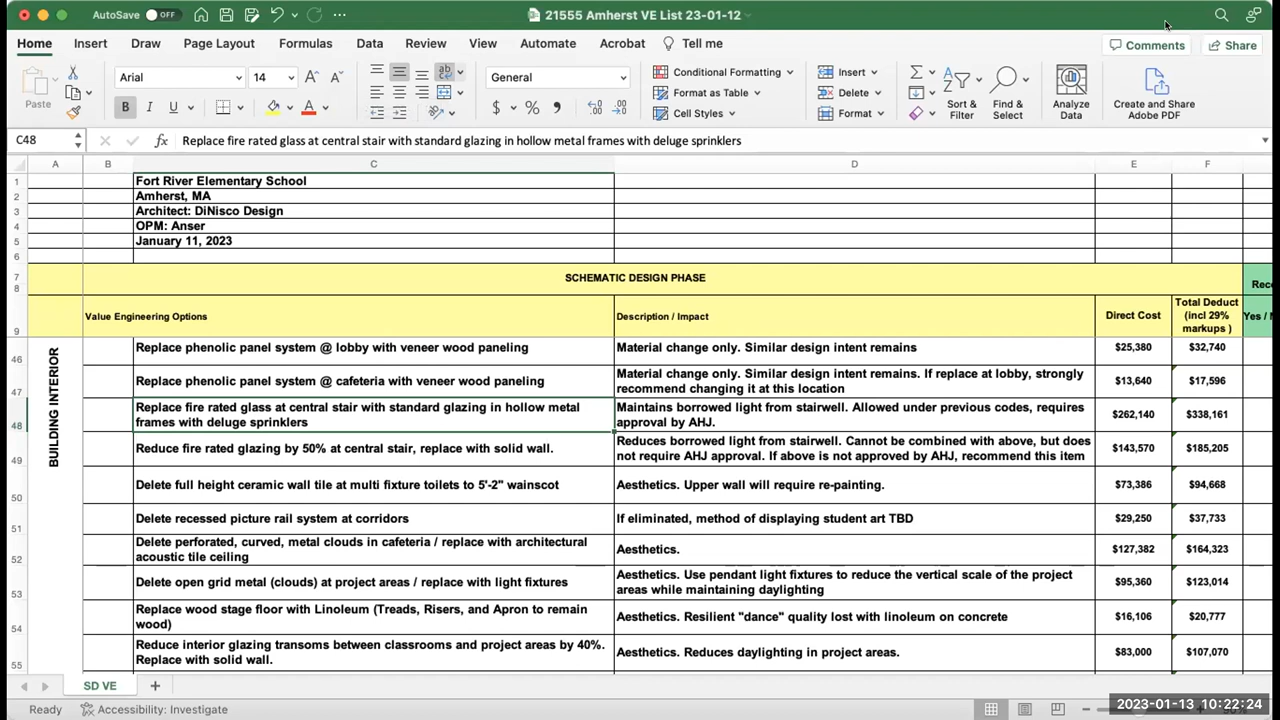 AutoSave OFF 21555 Amherst VE List 23-01-12
Home Insert Draw Page Layout Formulas Data Review View Automate Acrobat Tell me Comments Share
Paste Arial 14 General Conditional Formatting Insert
B I U Format as Table Delete
Cell Styles Format
Sort & Filter Find & Select Analyze Data Create and Share Adobe PDF
C48 fx Replace fire rated glass at central stair with standard glazing in hollow metal frames with deluge sprinklers
A B C D E F
1 Fort River Elementary School
2 Amherst, MA
3 Architect: DiNisco Design
4 OPM: Anser
5 January 11, 2023
6
7 SCHEMATIC DESIGN PHASE
8 Reco
9 Value Engineering Options Description / Impact Direct Cost Total Deduct (incl 29% markups ) Yes /
BUILDING INTERIOR
46 Replace phenolic panel system @ lobby with veneer wood paneling Material change only. Similar design intent remains $25,380 $32,740
47 Replace phenolic panel system @ cafeteria with veneer wood paneling Material change only. Similar design intent remains. If replace at lobby, strongly recommend changing it at this location $13,640 $17,596
48 Replace fire rated glass at central stair with standard glazing in hollow metal frames with deluge sprinklers Maintains borrowed light from stairwell. Allowed under previous codes, requires approval by AHJ. $262,140 $338,161
49 Reduce fire rated glazing by 50% at central stair, replace with solid wall. Reduces borrowed light from stairwell. Cannot be combined with above, but does not require AHJ approval. If above is not approved by AHJ, recommend this item $143,570 $185,205
50 Delete full height ceramic wall tile at multi fixture toilets to 5'-2" wainscot Aesthetics. Upper wall will require re-painting. $73,386 $94,668
51 Delete recessed picture rail system at corridors If eliminated, method of displaying student art TBD $29,250 $37,733
52 Delete perforated, curved, metal clouds in cafeteria / replace with architectural acoustic tile ceiling Aesthetics. $127,382 $164,323
53 Delete open grid metal (clouds) at project areas / replace with light fixtures Aesthetics. Use pendant light fixtures to reduce the vertical scale of the project areas while maintaining daylighting $95,360 $123,014
54 Replace wood stage floor with Linoleum (Treads, Risers, and Apron to remain wood) Aesthetics. Resilient "dance" quality lost with linoleum on concrete $16,106 $20,777
55 Reduce interior glazing transoms between classrooms and project areas by 40%. Replace with solid wall. Aesthetics. Reduces daylighting in project areas. $83,000 $107,070
SD VE
Ready Accessibility: Investigate
2023-01-13 10:22:24